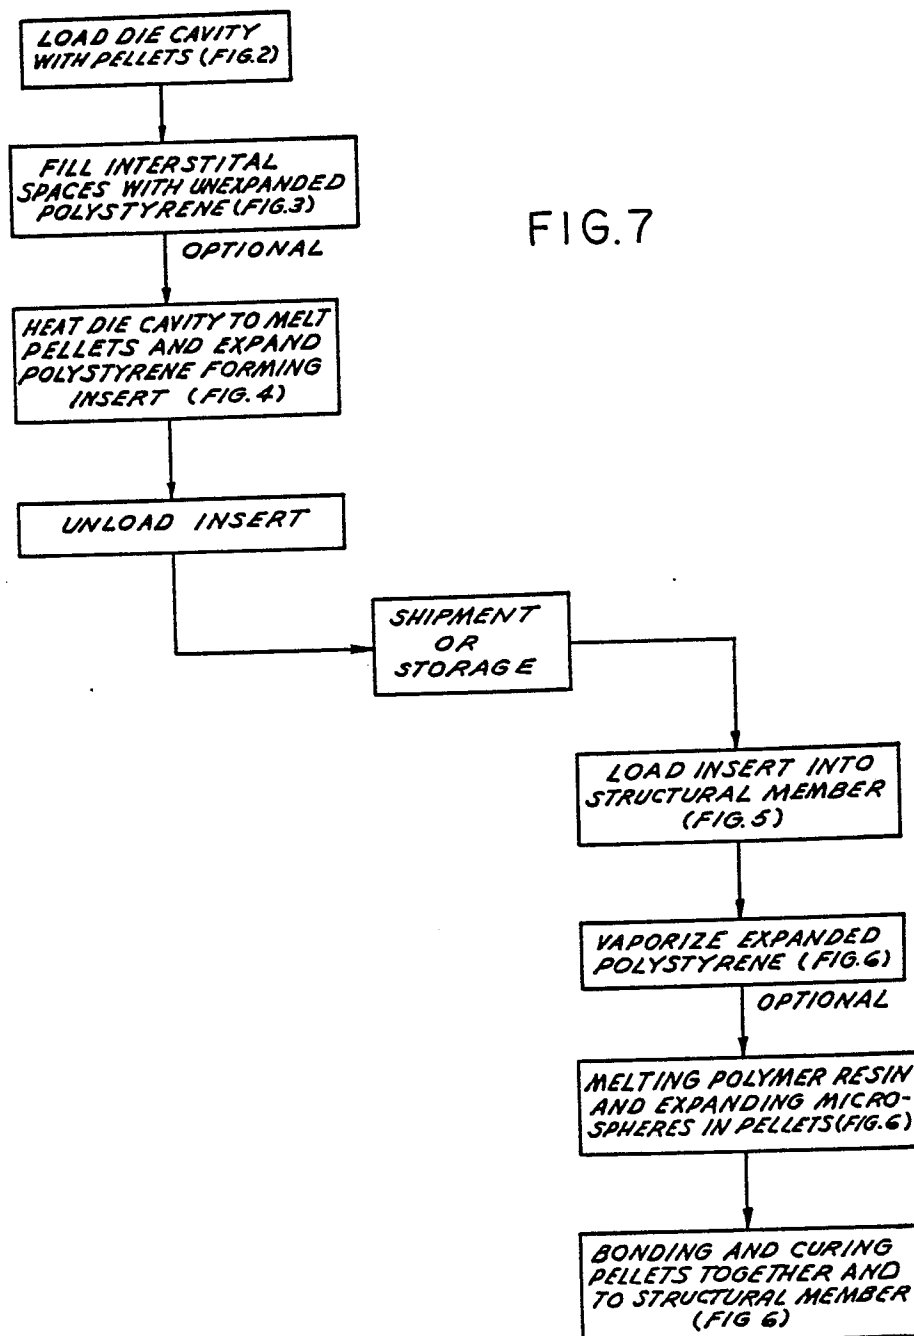 LOAD DIE CAVITY
WITH PELLETS (FIG.2)
FILL INTERSTITAL
SPACES WITH UNEXPANDED
POLYSTYRENE (FIG.3)
FIG.7
OPTIONAL
HEAT DIE CAVITY TO MELT
PELLETS AND EXPAND
POLYSTYRENE FORMING
INSERT (FIG.4)
UNLOAD INSERT
SHIPMENT
OR
STORAGE
LOAD INSERT INTO
STRUCTURAL MEMBER
(FIG.5)
VAPORIZE EXPANDED
POLYSTYRENE (FIG.6)
OPTIONAL
MELTING POLYMER RESIN
AND EXPANDING MICRO-
SPHERES IN PELLETS (FIG.6)
BONDING AND CURING
PELLETS TOGETHER AND
TO STRUCTURAL MEMBER
(FIG 6)